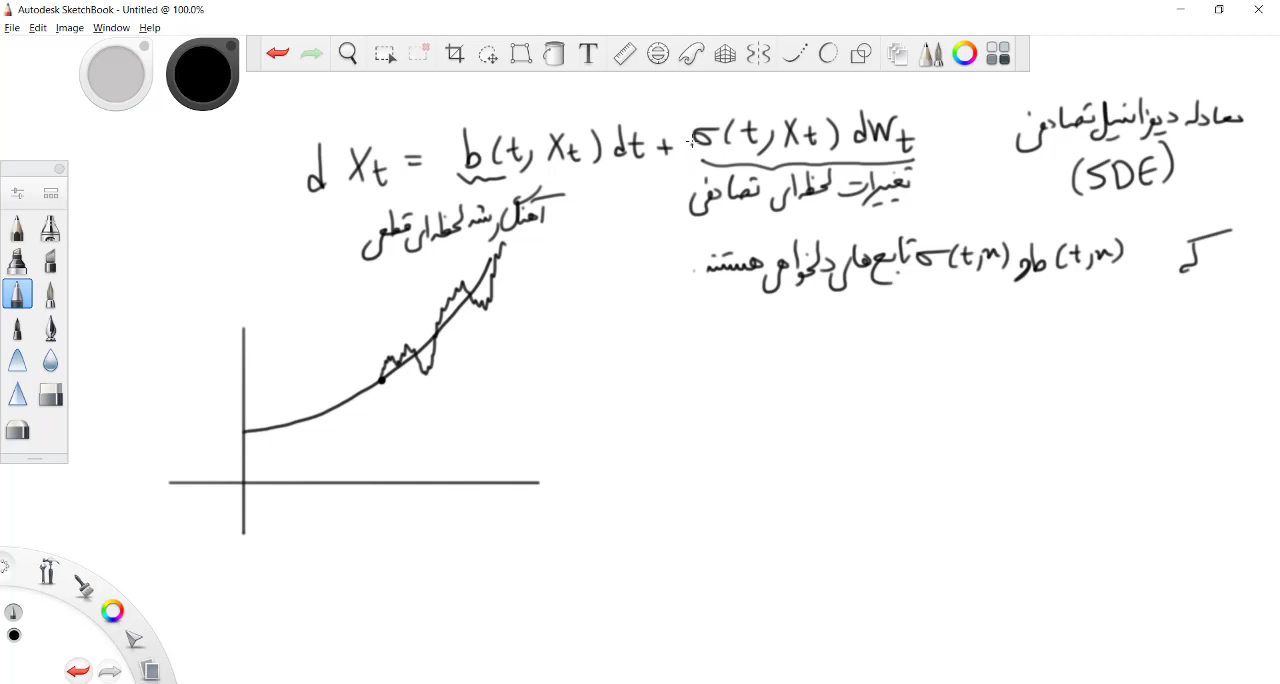 Autodesk SketchBook - Untitled @ 100.0%
File Edit Image Window Help
معادله دیفرانسیل تصادفی
(SDE)
d Xt = b(t, Xt) dt + σ(t, Xt) dWt
آهنگ رشد لحظه‌ای قطعی
تغییرات لحظه‌ای تصادفی
که b(t,x) و σ(t,x) تابع‌های دلخواهی هستند.